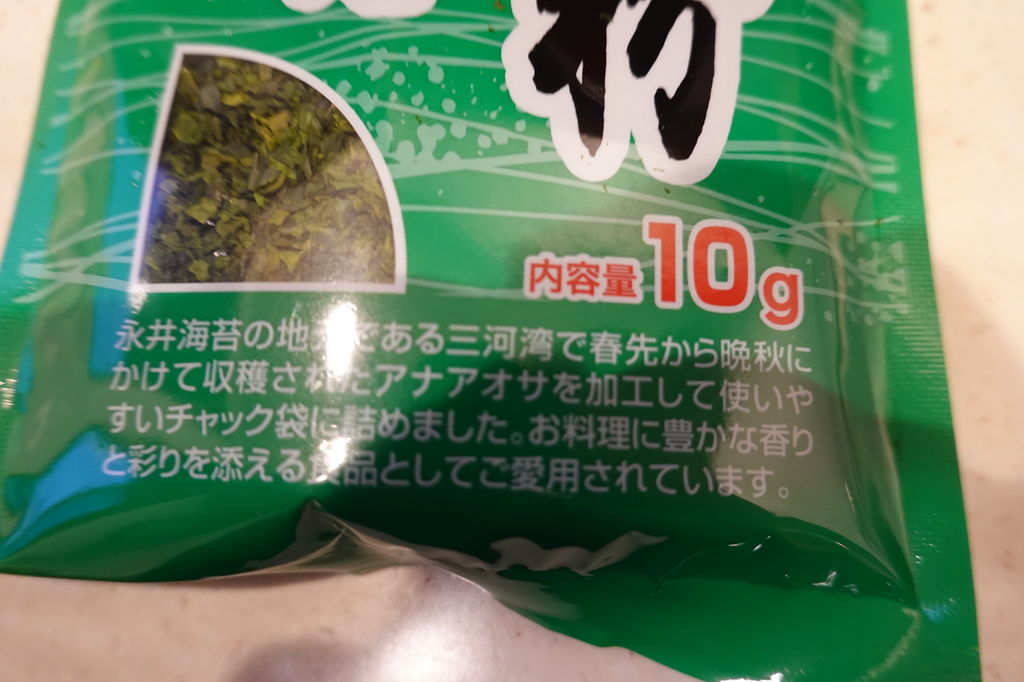 粉
内容量10g
永井海苔の地元である三河湾で春先から晩秋に
かけて収穫されたアナアオサを加工して使いや
すいチャック袋に詰めました。お料理に豊かな香り
と彩りを添える食品としてご愛用されています。